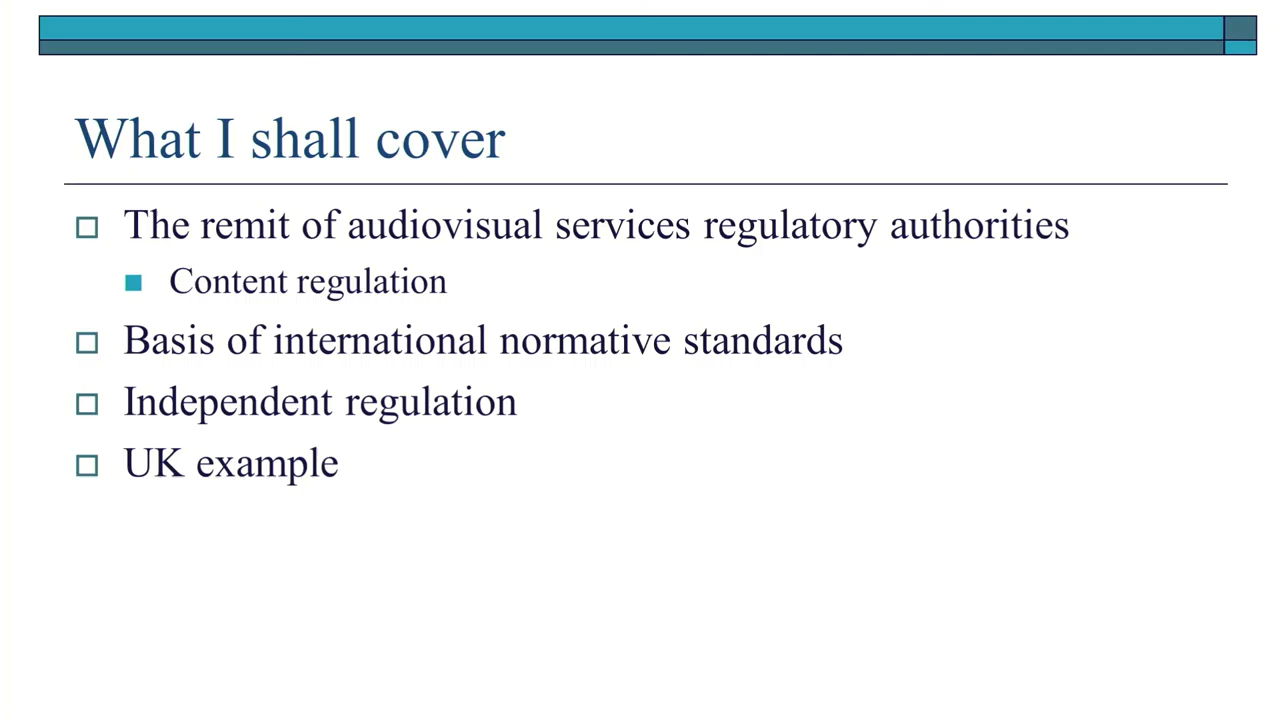 What I shall cover
The remit of audiovisual services regulatory authorities
Content regulation
Basis of international normative standards
Independent regulation
UK example